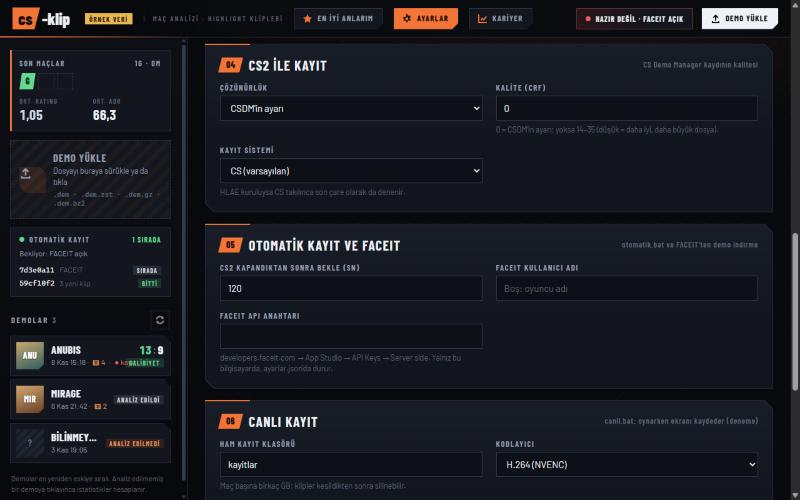 cs -klip
ÖRNEK VERİ
MAÇ ANALİZİ · HIGHLIGHT KLİPLERİ
EN İYİ ANLARIM
AYARLAR
KARİYER
HAZIR DEĞİL · FACEIT AÇIK
DEMO YÜKLE
SON MAÇLAR
1G · 0M
G
ORT. RATING
ORT. ADR
1,05
66,3
DEMO YÜKLE
Dosyayı buraya sürükle ya da
tıkla
.dem · .dem.zst · .dem.gz ·
.dem.bz2
OTOMATİK KAYIT
1 SIRADA
Bekliyor: FACEIT açık
7d3e0a11 FACEIT SIRADA
59cf10f2 3 yeni klip BİTTİ
DEMOLAR 3
ANU
ANUBIS
13:9
8 Kas 15:18 · 4 ·
GALİBİYET
MIR
MIRAGE
6 Kas 21:42 · 2
ANALİZ EDİLDİ
?
BİLİNMEY...
3 Kas 19:05
ANALİZ EDİLMEDİ
Demolar en yeniden eskiye sıralı. Analiz edilmemiş
bir demoya tıklayınca istatistikler hesaplanır.
04 CS2 İLE KAYIT
CS Demo Manager kaydının kalitesi
ÇÖZÜNÜRLÜK
CSDM'in ayarı
KALİTE (CRF)
0
0 = CSDM'in ayarı; yoksa 14–35 (düşük = daha iyi, daha büyük dosya).
KAYIT SİSTEMİ
CS (varsayılan)
HLAE kuruluysa CS takılınca son çare olarak da denenir.
05 OTOMATİK KAYIT VE FACEIT
otomatik.bat ve FACEIT'ten demo indirme
CS2 KAPANDIKTAN SONRA BEKLE (SN)
120
FACEIT KULLANICI ADI
Boş: oyuncu adı
FACEIT API ANAHTARI
developers.faceit.com → App Studio → API Keys → Server side. Yalnız bu
bilgisayarda, ayarlar.json'da durur.
06 CANLI KAYIT
canli.bat: oynarken ekranı kaydeder (deneme)
HAM KAYIT KLASÖRÜ
kayitlar
KODLAYICI
H.264 (NVENC)
Maç başına birkaç GB; klipler kesildikten sonra silinebilir.